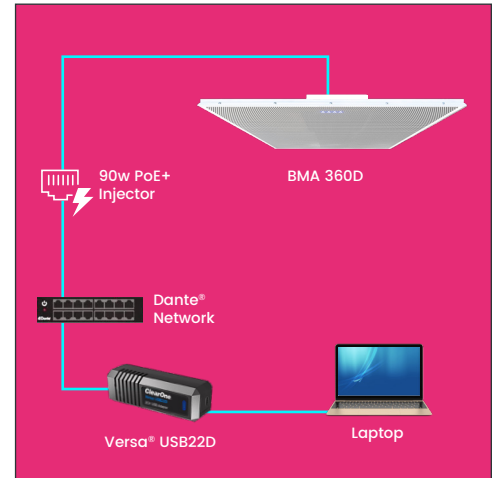 90w PoE+
Injector
BMA 360D
Dante®
Network
ClearOne
Versa® USB22D
Laptop